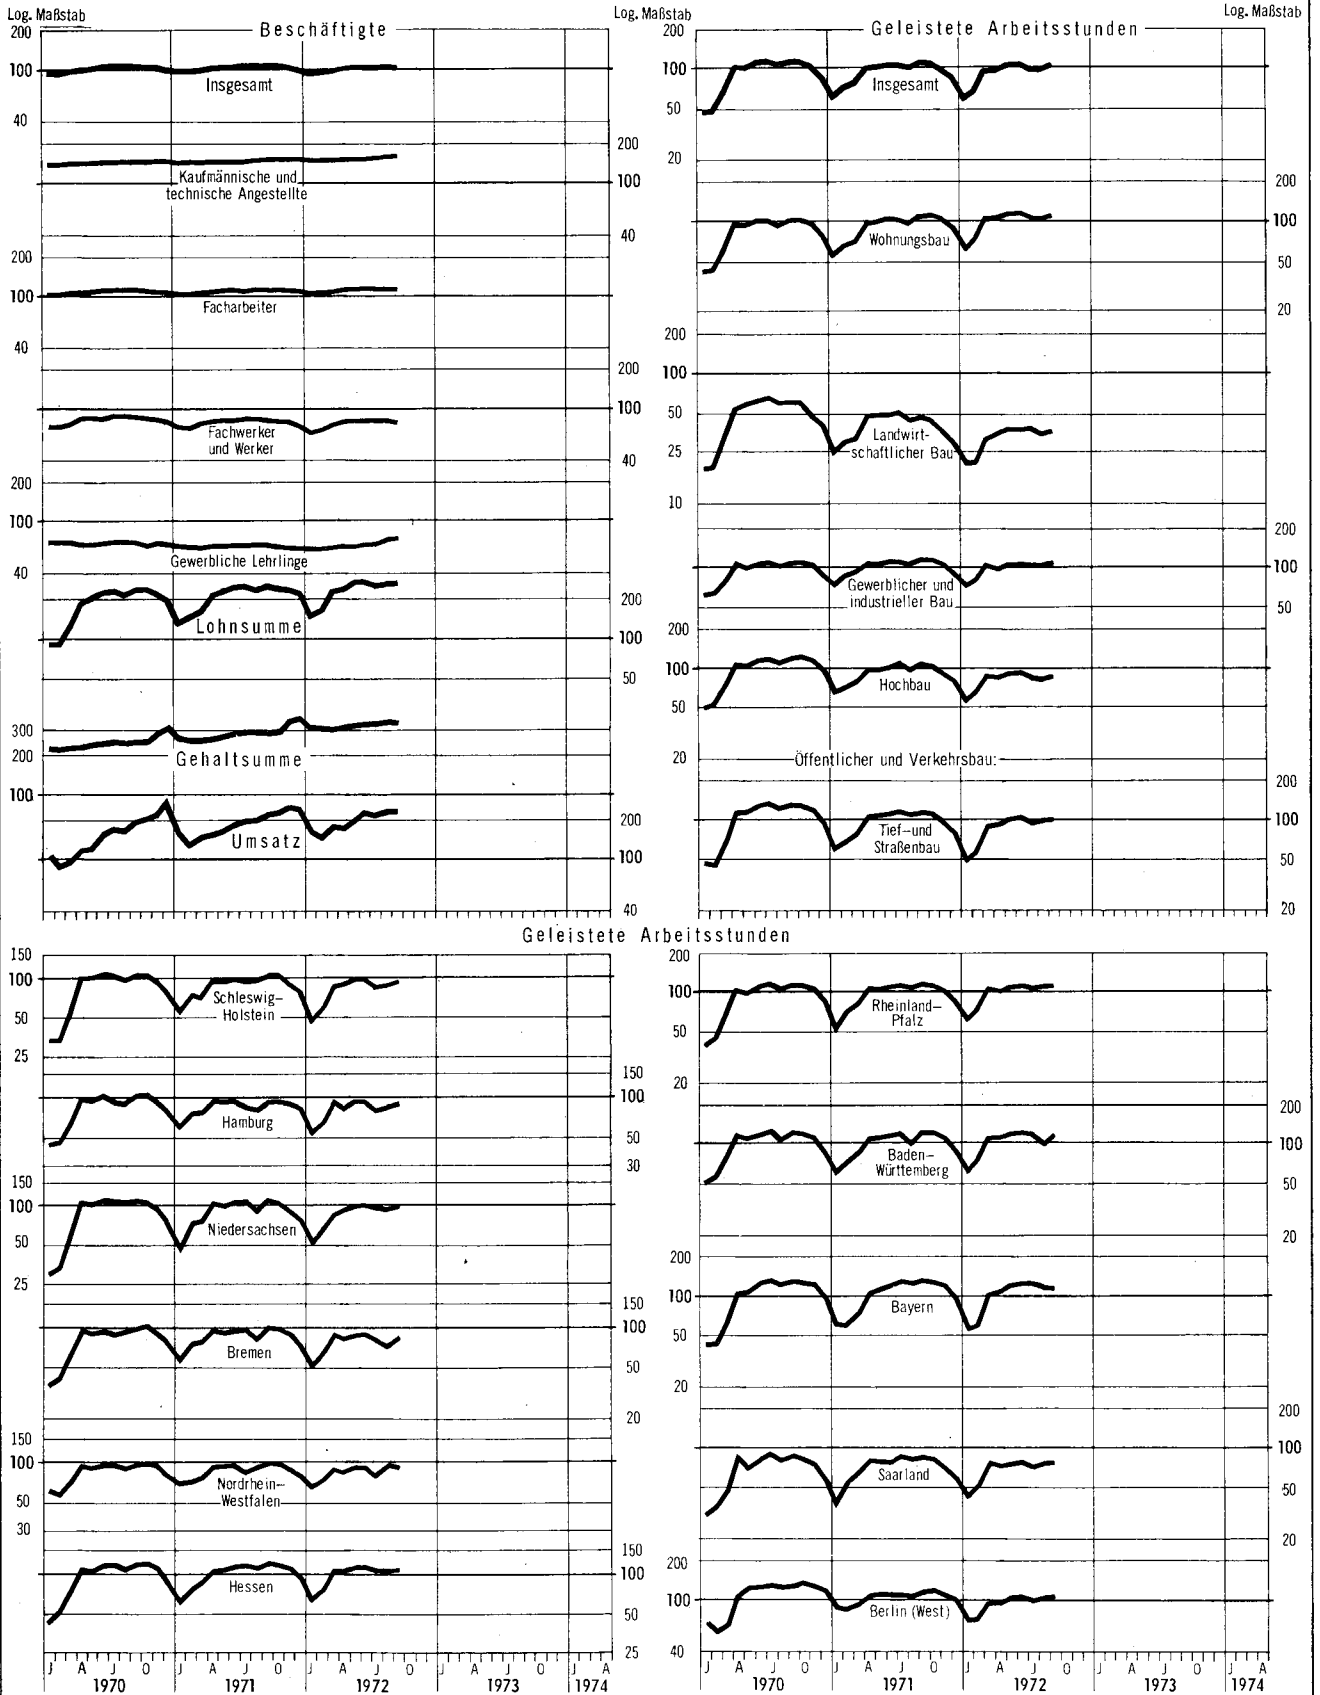 Log. Maßstab
Log. Maßstab
Log. Maßstab
Beschäftigte
200
100
Insgesamt
40
200
Kaufmännische und
technische Angestellte
100
40
200
100
Facharbeiter
40
200
100
Fachwerker
und Werker
40
200
100
Gewerbliche Lehrlinge
40
200
Lohnsumme
100
50
300
200
Gehaltsumme
100
200
Umsatz
100
40
Geleistete Arbeitsstunden
200
100
Insgesamt
50
20
200
100
Wohnungsbau
50
20
200
100
50
Landwirt-
schaftlicher Bau
25
10
200
100
Gewerblicher und
industrieller Bau
50
200
100
Hochbau
50
20
Öffentlicher und Verkehrsbau:
200
100
Tief-und
Straßenbau
50
20
Geleistete Arbeitsstunden
150
100
Schleswig-
Holstein
50
25
150
100
Hamburg
50
30
150
100
Niedersachsen
50
25
150
100
Bremen
50
20
150
100
Nordrhein-
Westfalen
50
30
150
100
Hessen
50
25
J A J O J A J O J A J O J A J O J A
1970 1971 1972 1973 1974
200
100
Rheinland-
Pfalz
50
20
200
100
Baden-
Württemberg
50
20
200
100
Bayern
50
20
200
100
Saarland
50
20
200
100
Berlin (West)
40
J A J O J A J O J A J O J A J O J A
1970 1971 1972 1973 1974